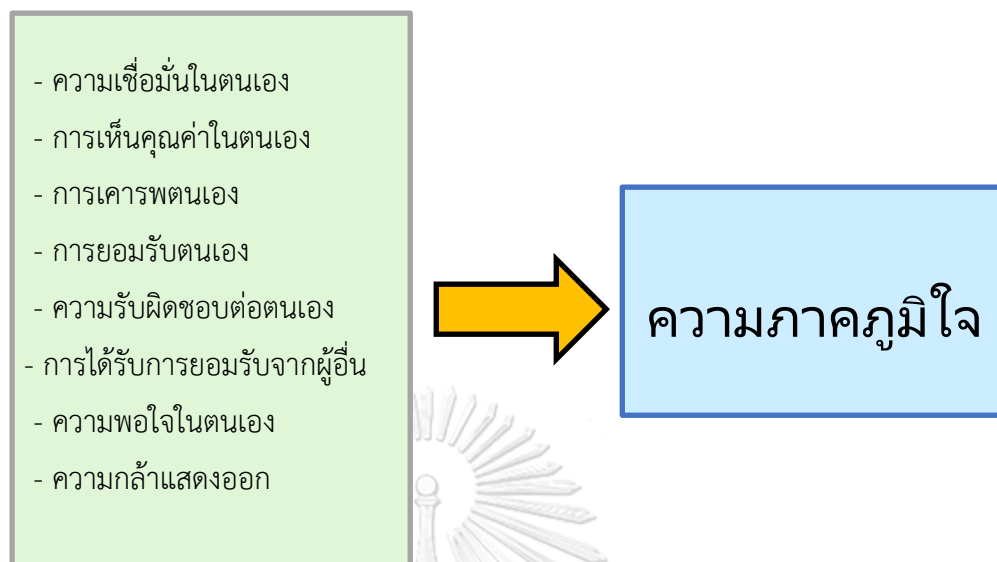 - ความเชื่อมั่นในตนเอง
- การเห็นคุณค่าในตนเอง
- การเคารพตนเอง
- การยอมรับตนเอง
- ความรับผิดชอบต่อตนเอง
- การได้รับการยอมรับจากผู้อื่น
- ความพอใจในตนเอง
- ความกล้าแสดงออก
ความภาคภูมิใจ